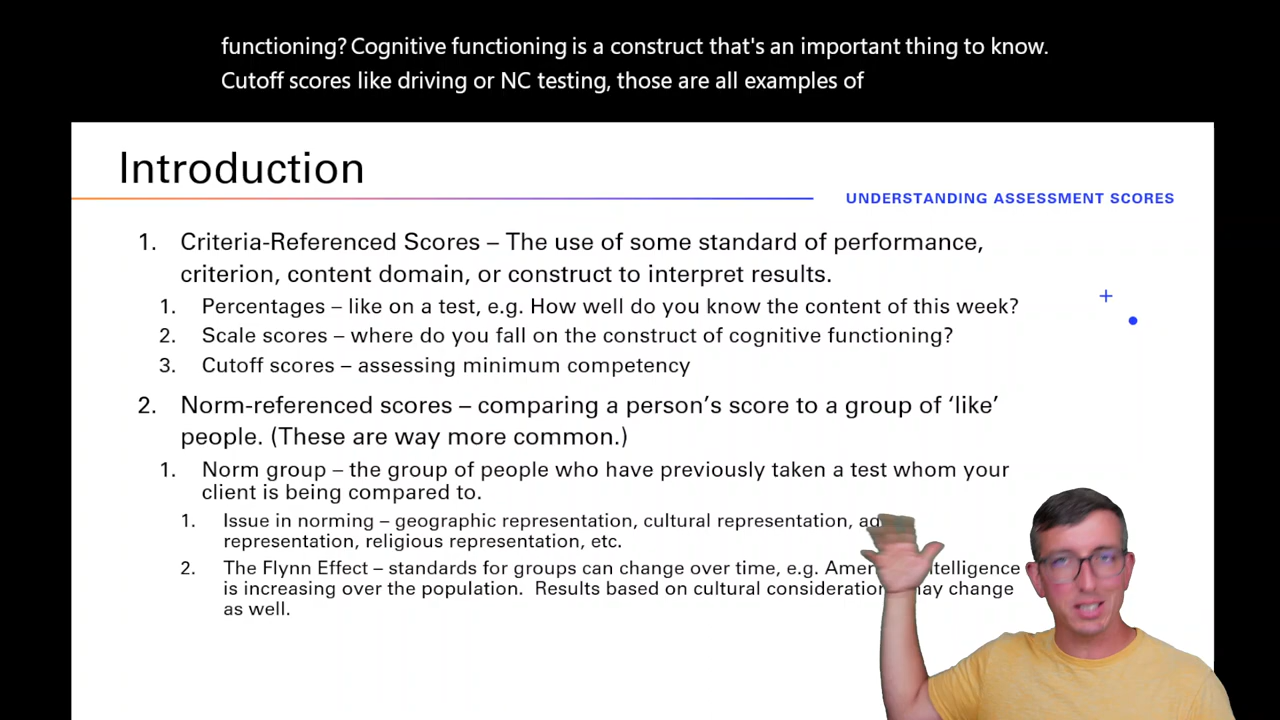 functioning? Cognitive functioning is a construct that's an important thing to know.
Cutoff scores like driving or NC testing, those are all examples of
Introduction
UNDERSTANDING ASSESSMENT SCORES
1. Criteria-Referenced Scores – The use of some standard of performance,
criterion, content domain, or construct to interpret results.
1. Percentages – like on a test, e.g. How well do you know the content of this week?
2. Scale scores – where do you fall on the construct of cognitive functioning?
3. Cutoff scores – assessing minimum competency
2. Norm-referenced scores – comparing a person's score to a group of ‘like’
people. (These are way more common.)
1. Norm group – the group of people who have previously taken a test whom your
client is being compared to.
1. Issue in norming – geographic representation, cultural representation,
representation, religious representation, etc.
2. The Flynn Effect – standards for groups can change over time, e.g.
is increasing over the population. Results based on cultural change
as well.